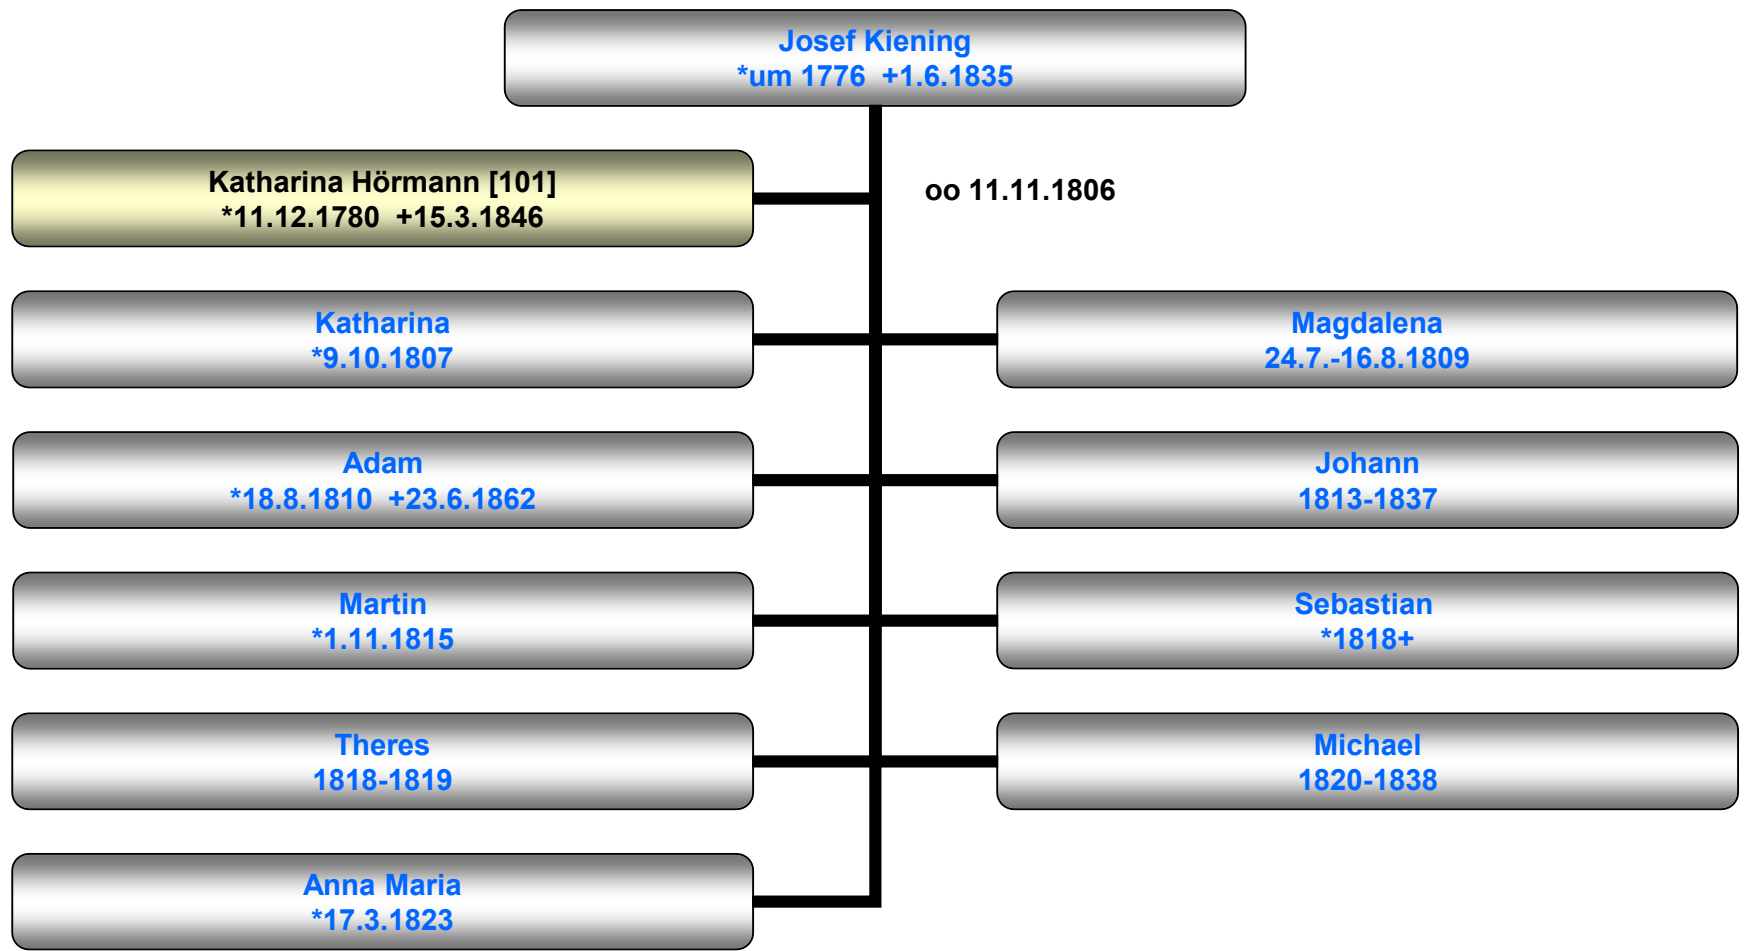 Josef Kiening
*um 1776 +1.6.1835
Katharina Hörmann [101]
*11.12.1780 +15.3.1846
oo 11.11.1806
Katharina
*9.10.1807
Magdalena
24.7.-16.8.1809
Adam
*18.8.1810 +23.6.1862
Johann
1813-1837
Martin
*1.11.1815
Sebastian
*1818+
Theres
1818-1819
Michael
1820-1838
Anna Maria
*17.3.1823